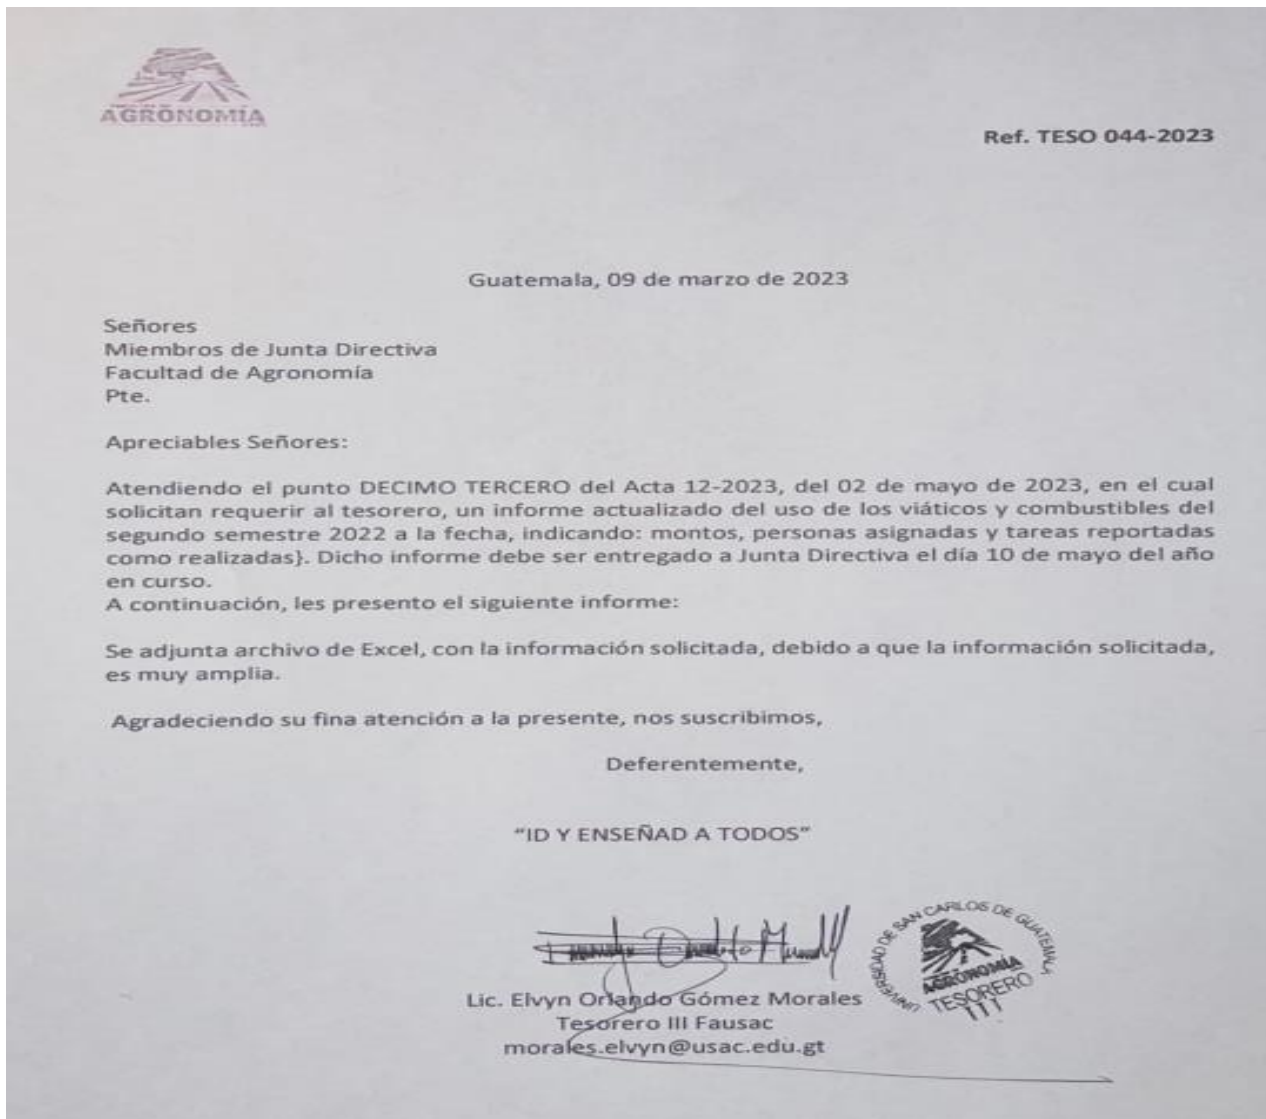 AGRONOMÍA
Ref. TESO 044-2023
Guatemala, 09 de marzo de 2023
Señores
Miembros de Junta Directiva
Facultad de Agronomía
Pte.
Apreciables Señores:
Atendiendo el punto DECIMO TERCERO del Acta 12-2023, del 02 de mayo de 2023, en el cual
solicitan requerir al tesorero, un informe actualizado del uso de los viáticos y combustibles del
segundo semestre 2022 a la fecha, indicando: montos, personas asignadas y tareas reportadas
como realizadas}. Dicho informe debe ser entregado a Junta Directiva el día 10 de mayo del año
en curso.
A continuación, les presento el siguiente informe:
Se adjunta archivo de Excel, con la información solicitada, debido a que la información solicitada,
es muy amplia.
Agradeciendo su fina atención a la presente, nos suscribimos,
Deferentemente,
“ID Y ENSEÑAD A TODOS”
UNIVERSIDAD DE SAN CARLOS DE GUATEMALA
AGRONOMÍA
TESORERO
III
Lic. Elvyn Orlando Gómez Morales
Tesorero III Fausac
morales.elvyn@usac.edu.gt